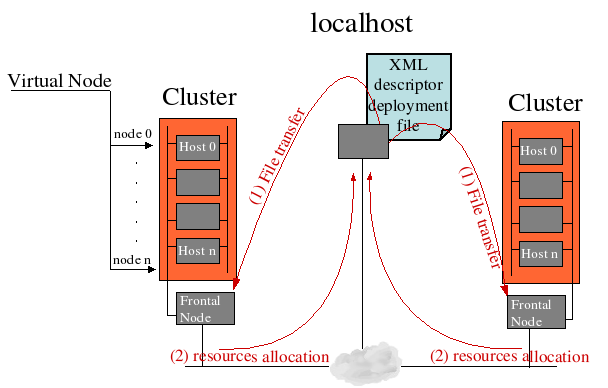 localhost
XML
descriptor
deployment
file
Virtual Node
Cluster
Cluster
node 0
Host 0
Host 0
(1) File transfer
(1) File transfer
Host n
Host n
node n
Frontal
Node
Frontal
Node
(2) resources allocation
(2) resources allocation